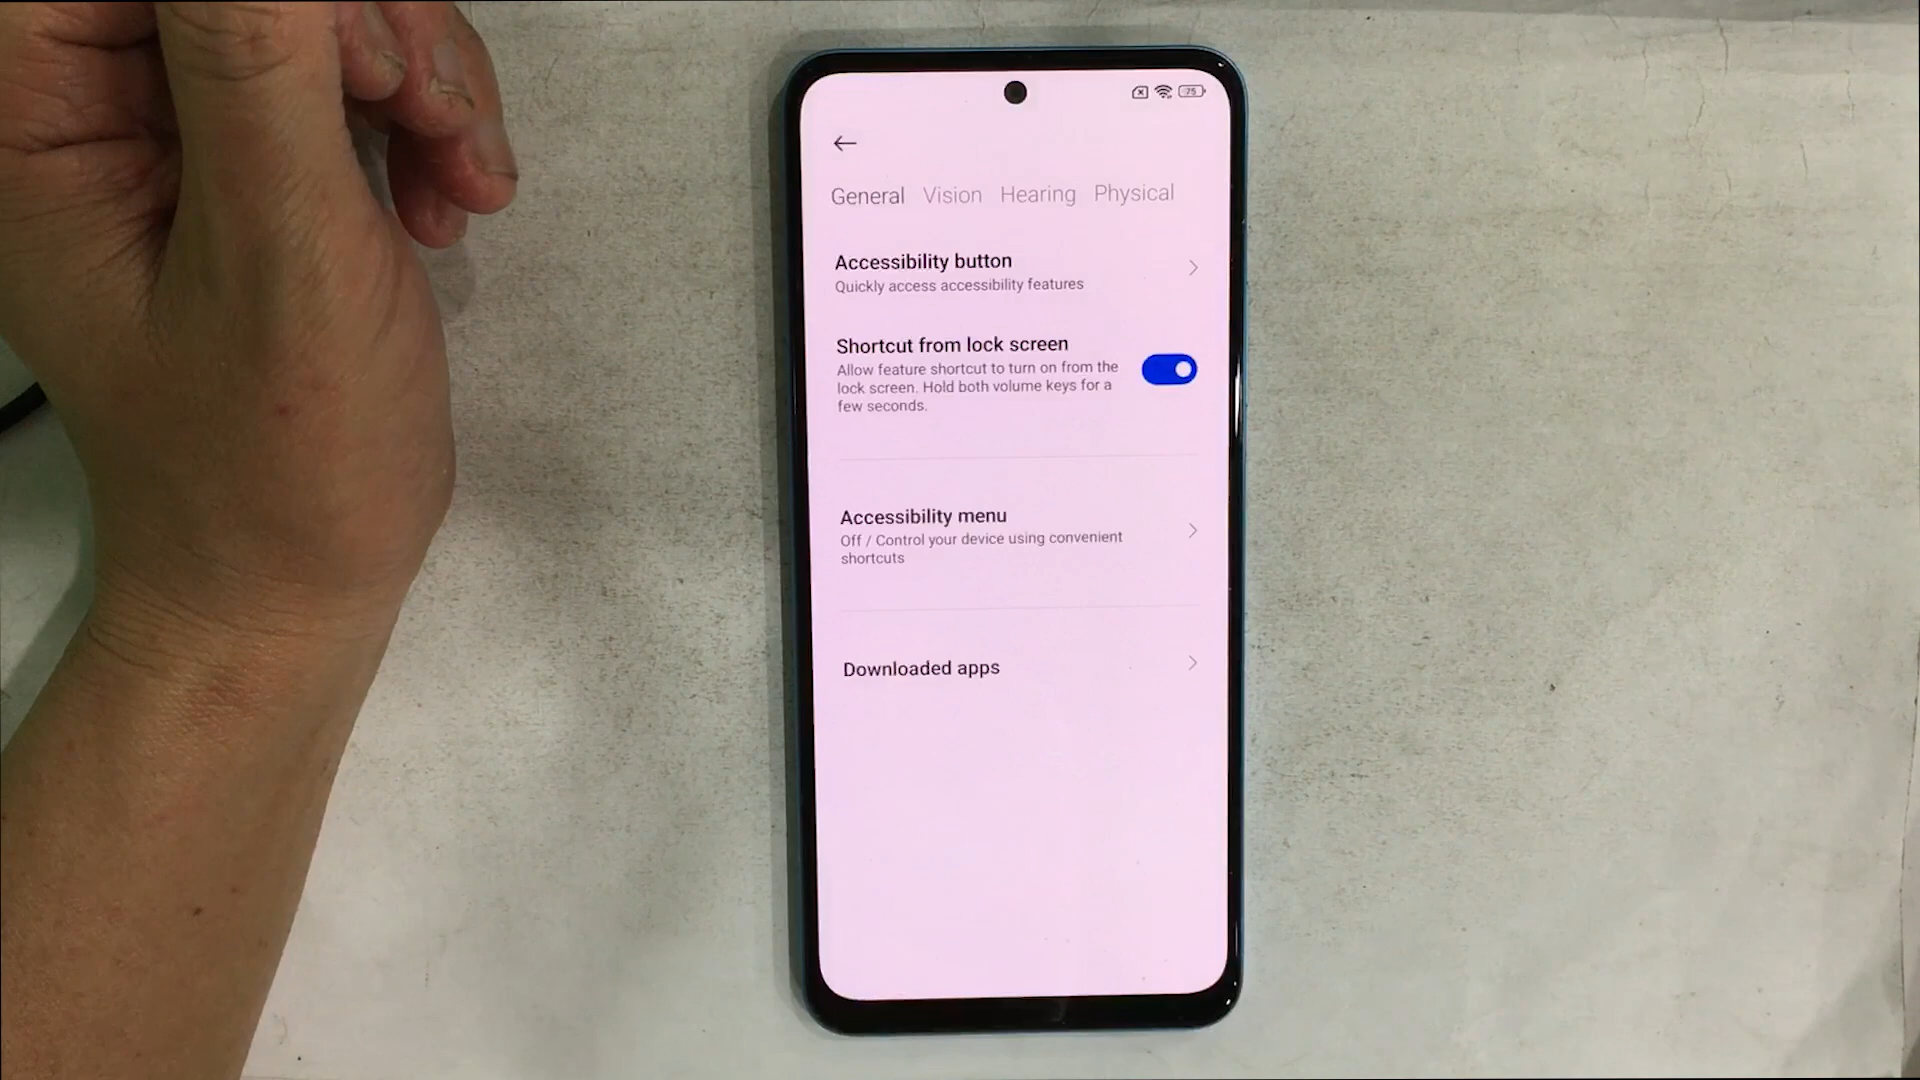 75
General Vision Hearing Physical
Accessibility button
Quickly access accessibility features
Shortcut from lock screen
Allow feature shortcut to turn on from the
lock screen. Hold both volume keys for a
few seconds.
Accessibility menu
Off / Control your device using convenient
shortcuts
Downloaded apps